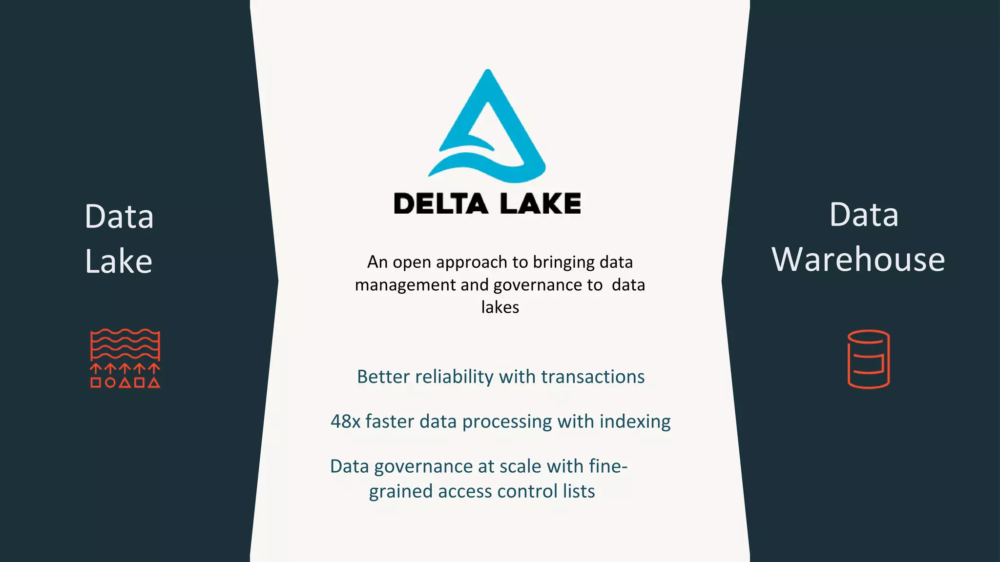 Data
Lake
DELTA LAKE
An open approach to bringing data
management and governance to  data
lakes
Better reliability with transactions
48x faster data processing with indexing
Data governance at scale with fine-
grained access control lists
Data
Warehouse